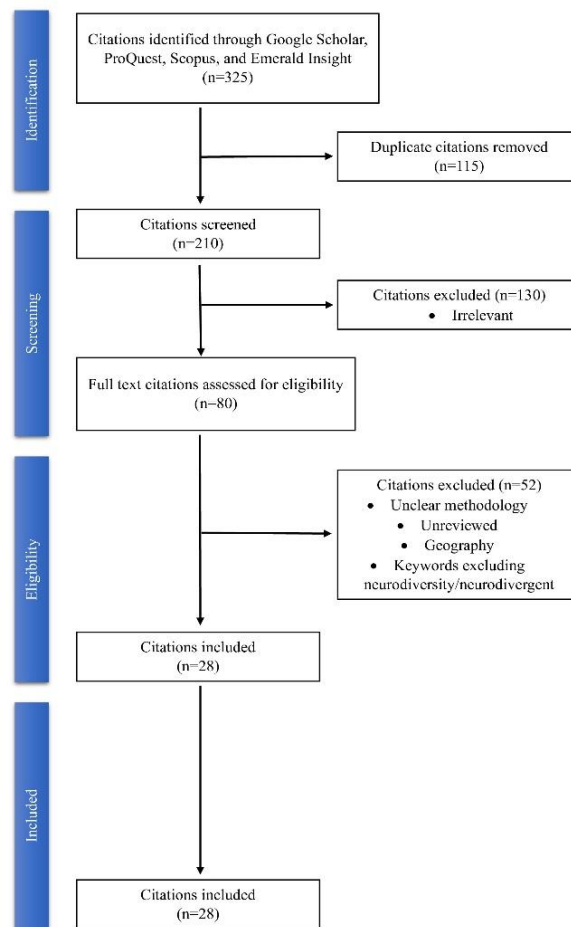 Identification
Citations identified through Google Scholar,
ProQuest, Scopus, and Emerald Insight
(n=325)
Duplicate citations removed
(n=115)
Screening
Citations screened
(n=210)
Citations excluded (n=130)
• Irrelevant
Full text citations assessed for eligibility
(n=80)
Eligibility
Citations excluded (n=52)
• Unclear methodology
• Unreviewed
• Geography
• Keywords excluding
neurodiversity/neurodivergent
Citations included
(n=28)
Included
Citations included
(n=28)